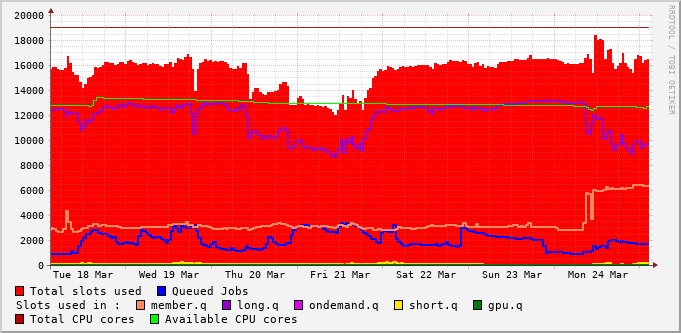 20000
18000
16000
14000
12000
10000
8000
6000
4000
2000
0
Tue 18 Mar Wed 19 Mar Thu 20 Mar Fri 21 Mar Sat 22 Mar Sun 23 Mar Mon 24 Mar
Total slots used Queued Jobs
Slots used in : member.q long.q ondemand.q short.q gpu.q
Total CPU cores Available CPU cores
RRDTOOL / TOBI OETIKER